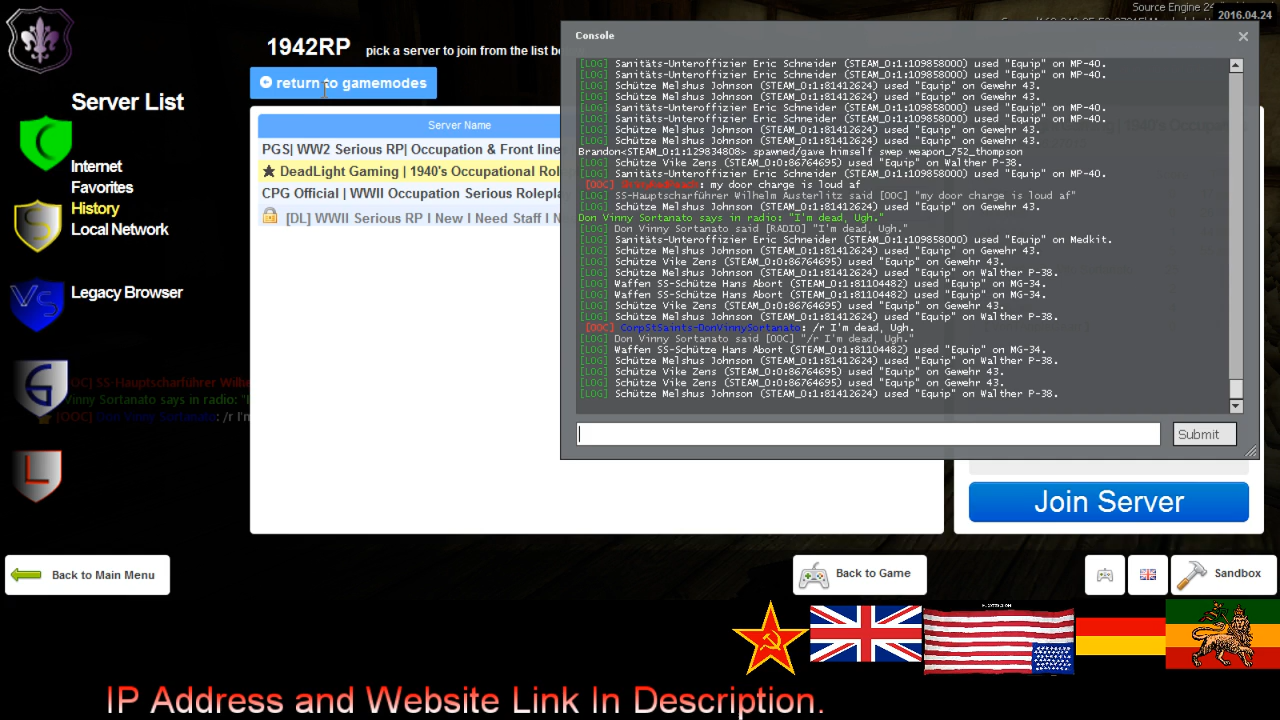 Source Engine 24
2016.04.24
1942RP pick a server to join from the list be
return to gamemodes
Server List
Internet
Favorites
History
Local Network
Legacy Browser
Server Name
PGS| WW2 Serious RP| Occupation & Front line
★ DeadLight Gaming | 1940's Occupational Rol
CPG Official | WWII Occupation Serious Rolepla
[DL] WWII Serious RP I New I Need Staff I N
Console
[LOG] Sanitäts-Unteroffizier Eric Schneider (STEAM_0:1:109858000) used "Equip" on MP-40.
[LOG] Sanitäts-Unteroffizier Eric Schneider (STEAM_0:1:109858000) used "Equip" on MP-40.
[LOG] Schütze Melshus Johnson (STEAM_0:1:81412624) used "Equip" on Gewehr 43.
[LOG] Schütze Melshus Johnson (STEAM_0:1:81412624) used "Equip" on Gewehr 43.
[LOG] Sanitäts-Unteroffizier Eric Schneider (STEAM_0:1:109858000) used "Equip" on MP-40.
[LOG] Sanitäts-Unteroffizier Eric Schneider (STEAM_0:1:109858000) used "Equip" on MP-40.
[LOG] Schütze Melshus Johnson (STEAM_0:1:81412624) used "Equip" on Gewehr 43.
[LOG] Schütze Melshus Johnson (STEAM_0:1:81412624) used "Equip" on Gewehr 43.
Brandon<STEAM_0:1:129834808> spawned/gave himself swep weapon_752_thompson
[LOG] Schütze Vike Zens (STEAM_0:0:86764695) used "Equip" on Walther P-38.
[LOG] Schütze Melshus Johnson (STEAM_0:1:81412624) used "Equip" on Gewehr 43.
[OOC] : my door charge is loud af
[LOG] SS-Hauptscharführer Wilhelm Austerlitz said [OOC] "my door charge is loud af"
[LOG] Schütze Melshus Johnson (STEAM_0:1:81412624) used "Equip" on Gewehr 43.
Don Vinny Sortanato says in radio: "I'm dead, Ugh."
[LOG] Don Vinny Sortanato said [RADIO] "I'm dead, Ugh."
[LOG] Sanitäts-Unteroffizier Eric Schneider (STEAM_0:1:109858000) used "Equip" on Medkit.
[LOG] Schütze Melshus Johnson (STEAM_0:1:81412624) used "Equip" on Gewehr 43.
[LOG] Schütze Vike Zens (STEAM_0:0:86764695) used "Equip" on Gewehr 43.
[LOG] Schütze Melshus Johnson (STEAM_0:1:81412624) used "Equip" on Walther P-38.
[LOG] Waffen SS-Schütze Hans Abort (STEAM_0:1:81104482) used "Equip" on MG-34.
[LOG] Waffen SS-Schütze Hans Abort (STEAM_0:1:81104482) used "Equip" on MG-34.
[LOG] Schütze Vike Zens (STEAM_0:0:86764695) used "Equip" on Gewehr 43.
[LOG] Schütze Melshus Johnson (STEAM_0:1:81412624) used "Equip" on Walther P-38.
[OOC] CorpStSaints-DonVinnySortanato: /r I'm dead, Ugh.
[LOG] Don Vinny Sortanato said [OOC] "/r I'm dead, Ugh."
[LOG] Waffen SS-Schütze Hans Abort (STEAM_0:1:81104482) used "Equip" on MG-34.
[LOG] Schütze Melshus Johnson (STEAM_0:1:81412624) used "Equip" on Walther P-38.
[LOG] Schütze Vike Zens (STEAM_0:0:86764695) used "Equip" on Gewehr 43.
[LOG] Schütze Vike Zens (STEAM_0:0:86764695) used "Equip" on Gewehr 43.
[LOG] Schütze Melshus Johnson (STEAM_0:1:81412624) used "Equip" on Walther P-38.
Submit
OC] SS-Hauptscharführer Wilhe
Vinny Sortanato says in radio: "I
[OOC] Don Vinny Sortanato: /r I'm
Join Server
Back to Main Menu
Back to Game
Sandbox
IP Address and Website Link In Description.